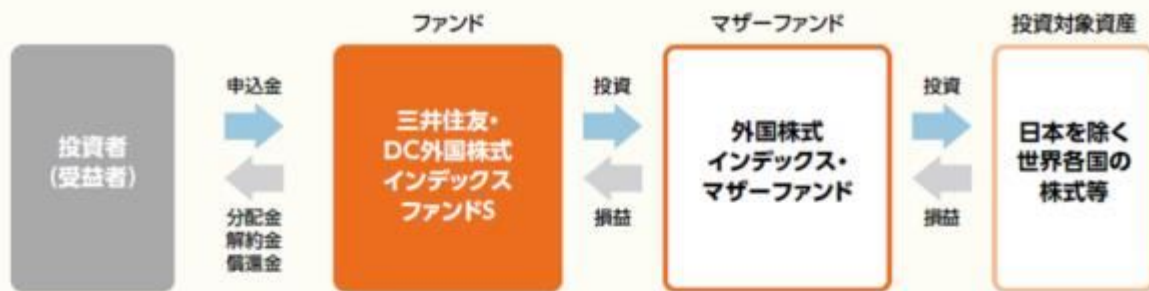 ファンド
マザーファンド
投資対象資産
投資者
(受益者)
申込金
分配金
解約金
償還金
三井住友・
DC外国株式
インデックス
ファンドS
投資
損益
外国株式
インデックス・
マザーファンド
投資
損益
日本を除く
世界各国の
株式等